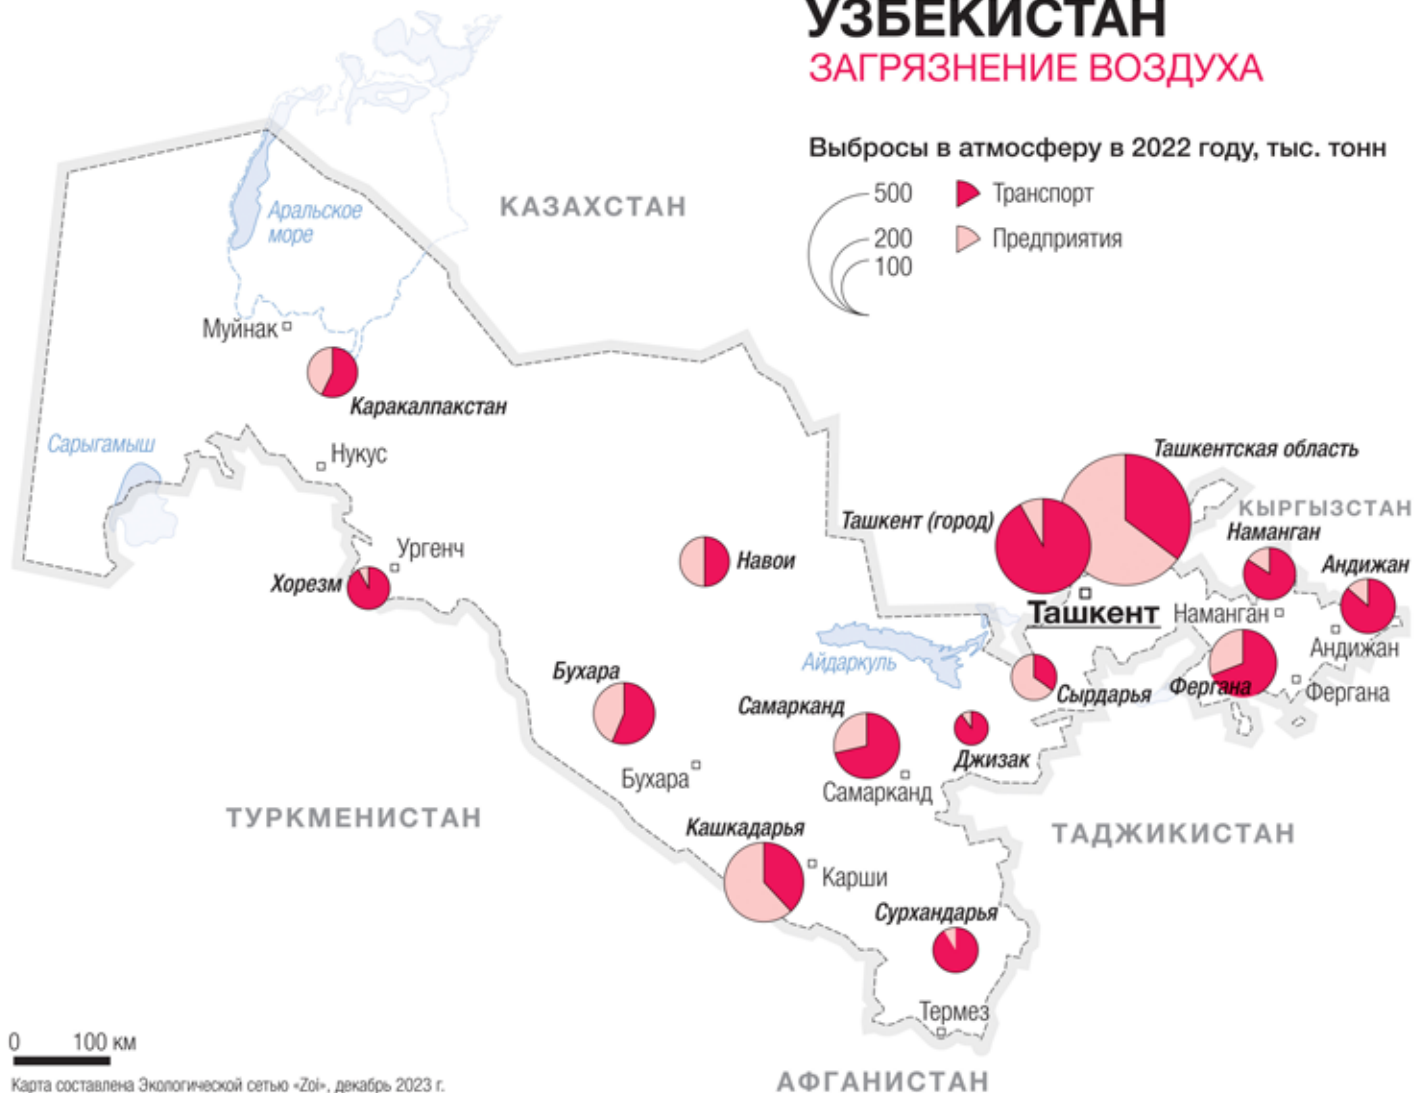 УЗБЕКИСТАН
ЗАГРЯЗНЕНИЕ ВОЗДУХА
Выбросы в атмосферу в 2022 году, тыс. тонн
500
200
100
Транспорт
Предприятия
КАЗАХСТАН
Аральское
море
Муйнак
Каракалпакстан
Сарыгамыш
Нукус
Ташкентская область
КЫРГЫЗСТАН
Ташкент (город)
Наманган
Андижан
Ургенч
Хорезм
Навои
Ташкент
Наманган
Андижан
Айдаркуль
Бухара
Сырдарья
Фергана
Фергана
Самарканд
Джизак
Бухара
Самарканд
ТУРКМЕНИСТАН
Кашкадарья
ТАДЖИКИСТАН
Карши
Сурхандарья
Термез
0 100 км
АФГАНИСТАН
Карта составлена Экологической сетью «Zoi», декабрь 2023 г.